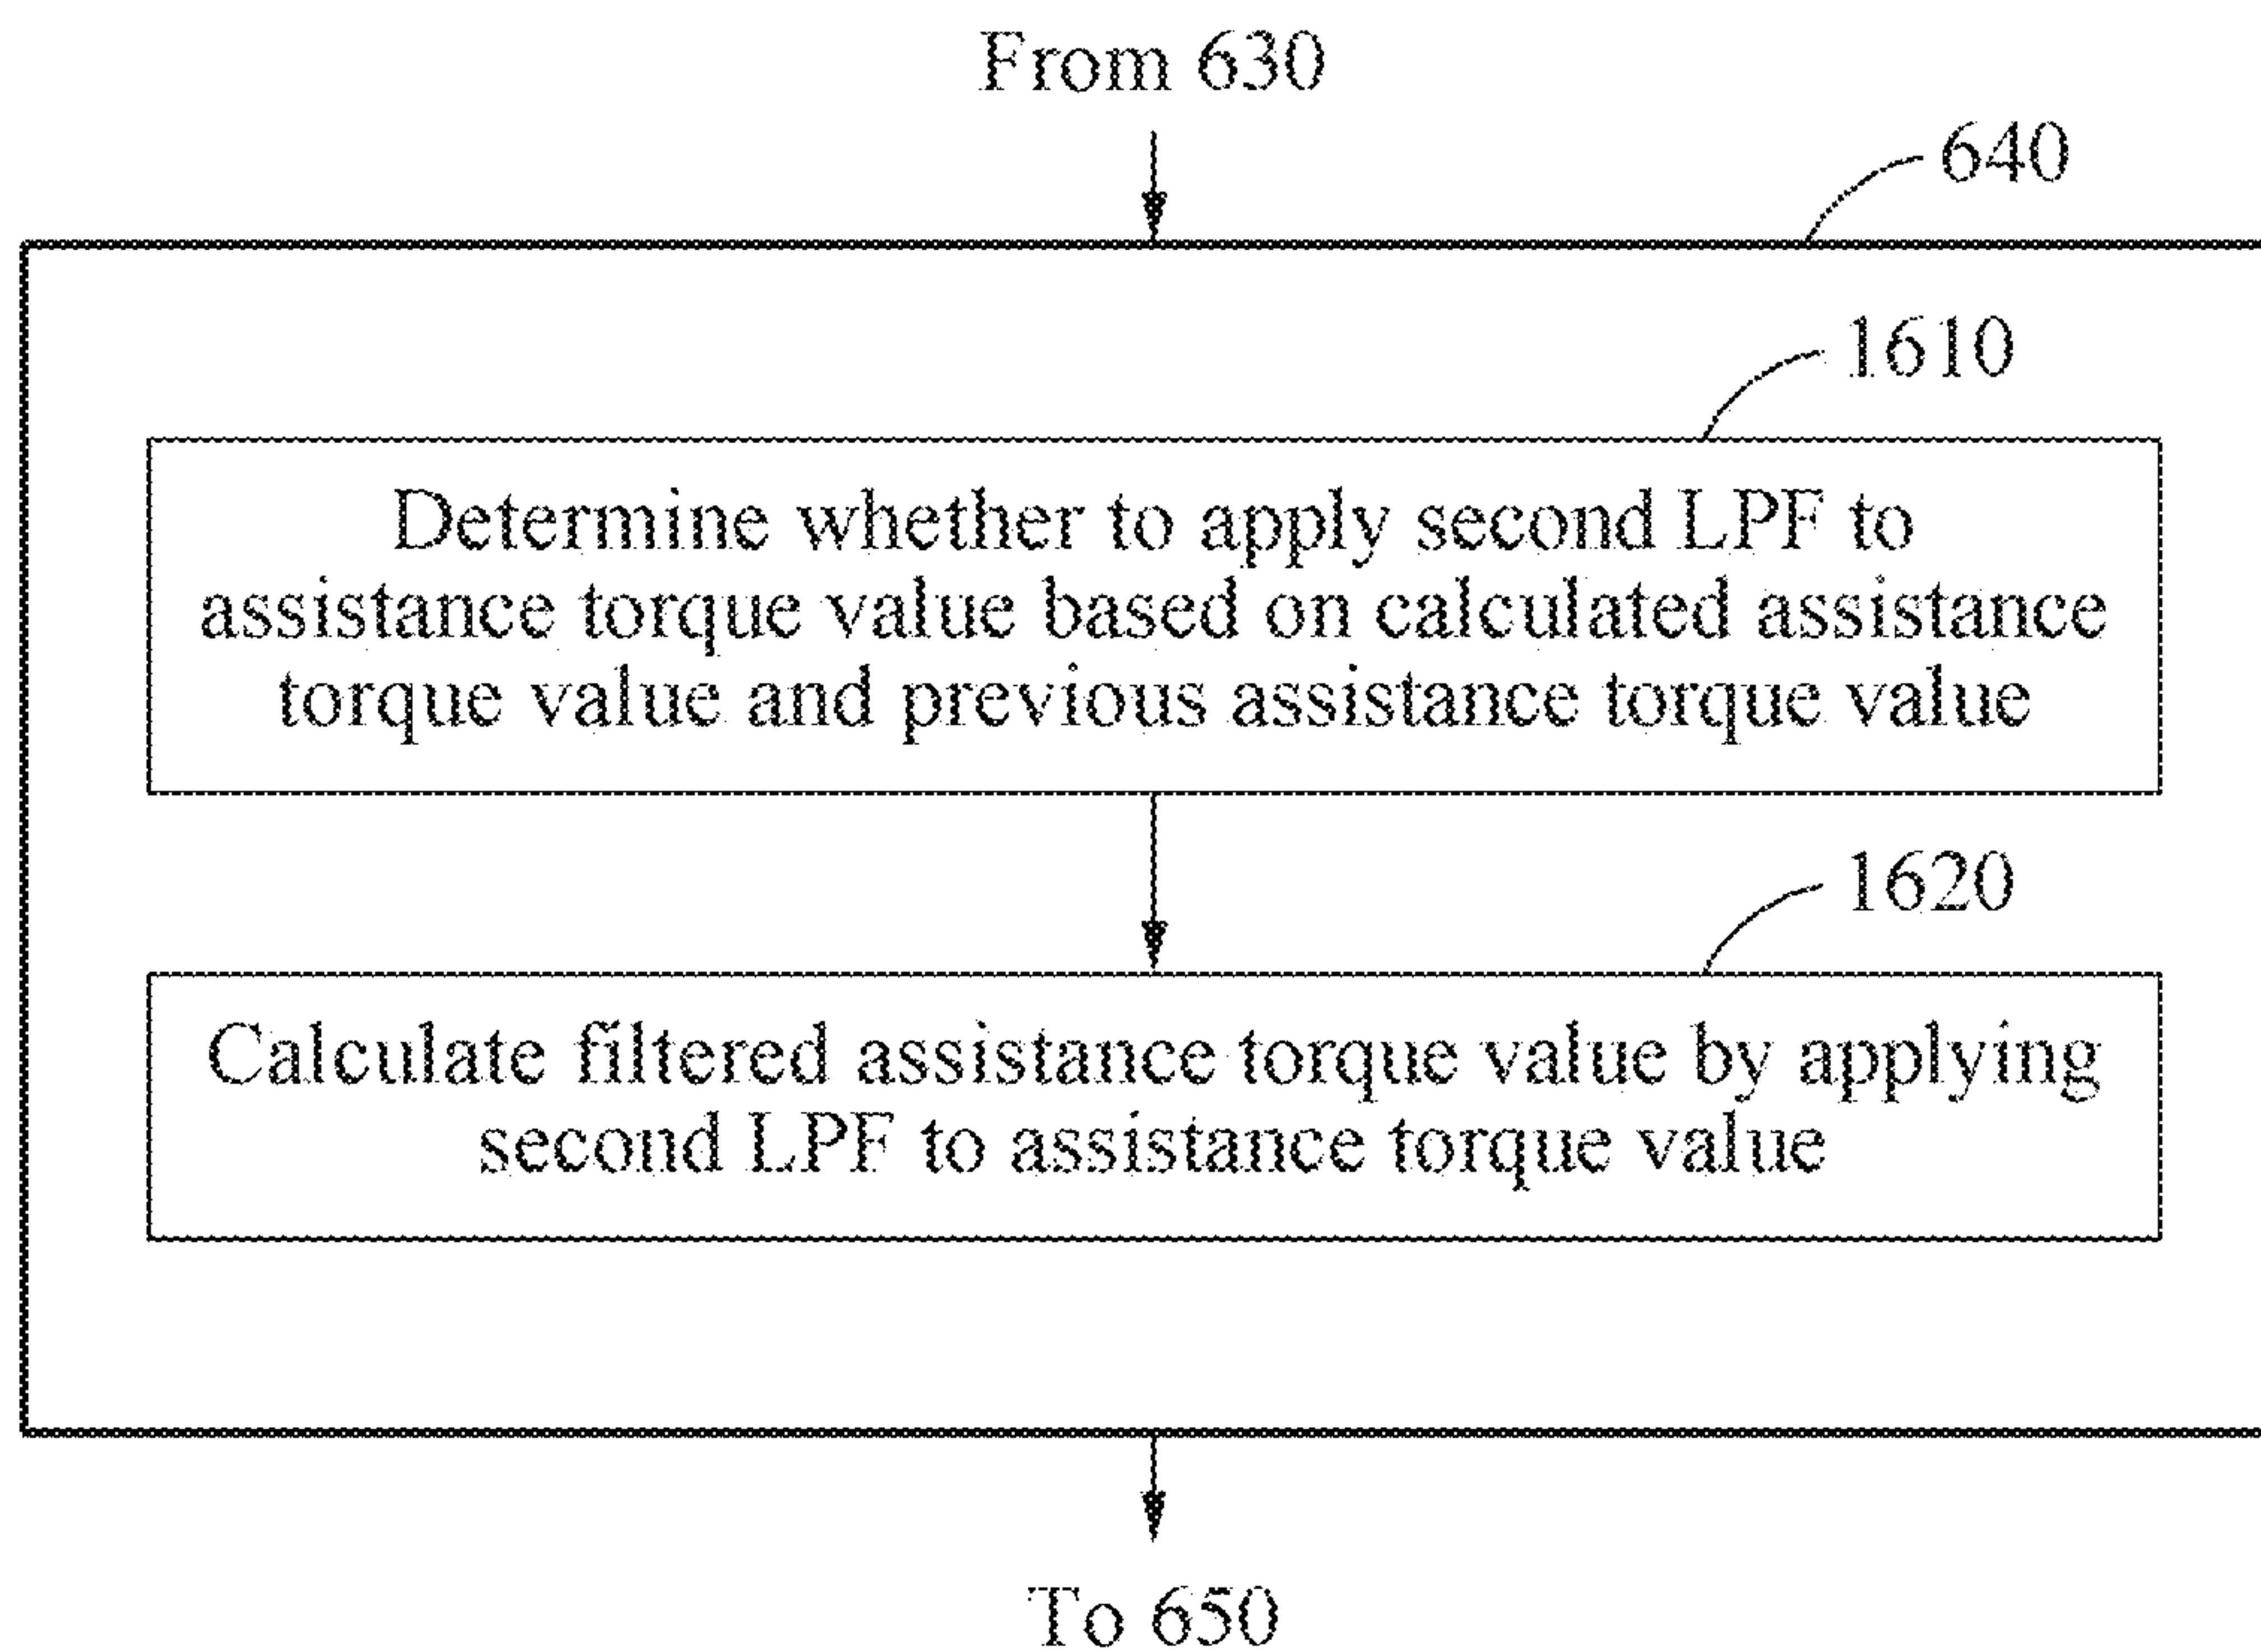 From 630
640
1610
Determine whether to apply second LPF to
assistance torque value based on calculated assistance
torque value and previous assistance torque value
1620
Calculate filtered assistance torque value by applying
second LPF to assistance torque value
To 650